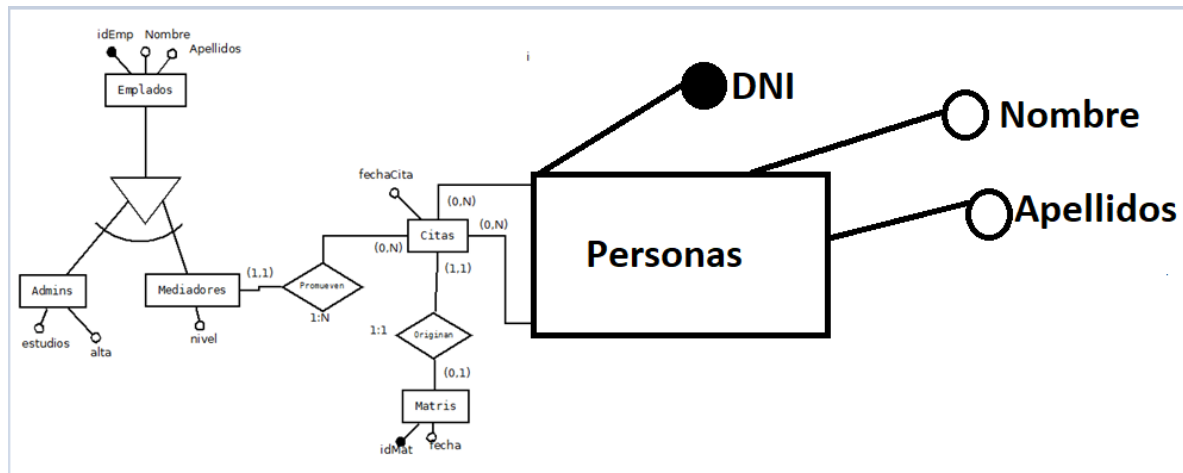 idEmp Nombre
Apellidos
Emplados
i
DNI
Nombre
fechaCita
(0,N)
Apellidos
(0,N)
Citas
(0,N)
Personas
(1,1)
(1,1)
Admins
Mediadores
Promueven
1:N
estudios
alta
nivel
1:1
Originan
(0,1)
Matris
idMat fecha